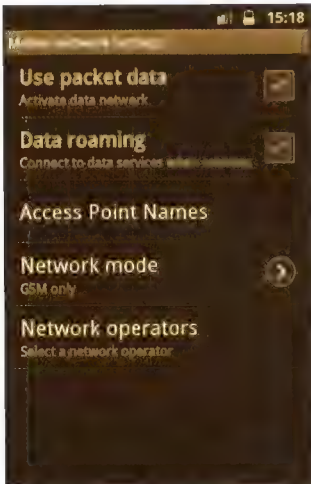 15:18
Use packet data
Activate data network
Data roaming
Connect to data services
Access Point Names
Network mode
GSM only
Network operators
Select a network operator